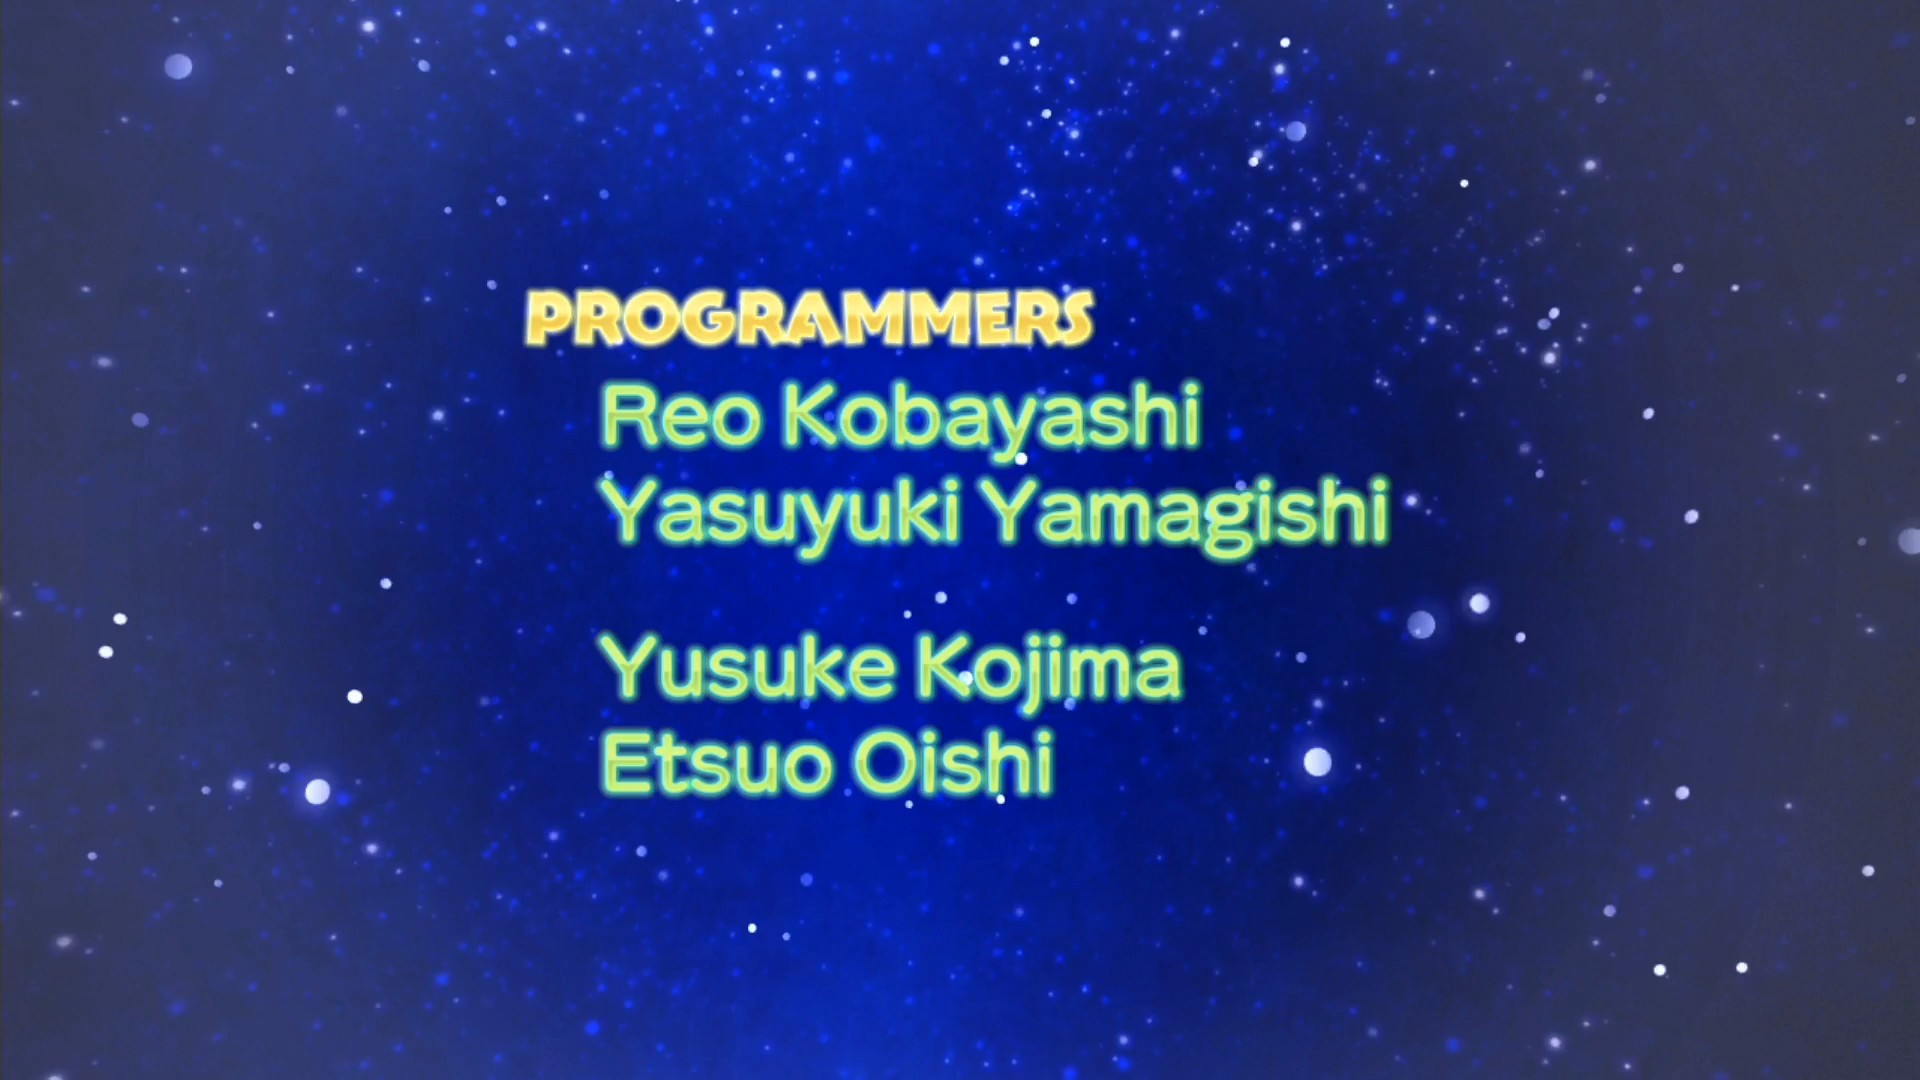 PROGRAMMERS
Reo Kobayashi
Yasuyuki Yamagishi
Yusuke Kojima
Etsuo Oishi